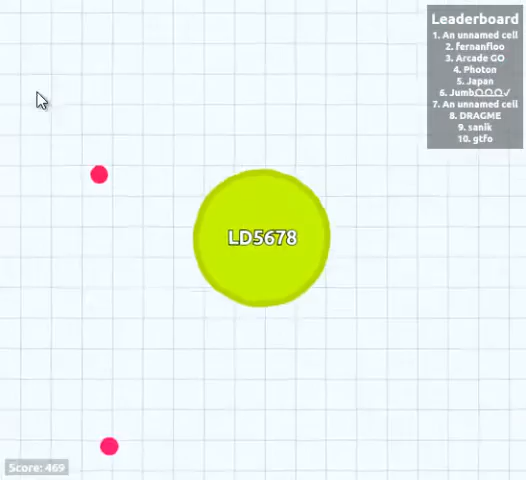 Leaderboard
1. An unnamed cell
2. fernanfloo
3. Arcade GO
4. Photon
5. Japan
7. An unnamed cell
8. DRAGME
9. sanik
10. gtfo
LD5678
Score: 469